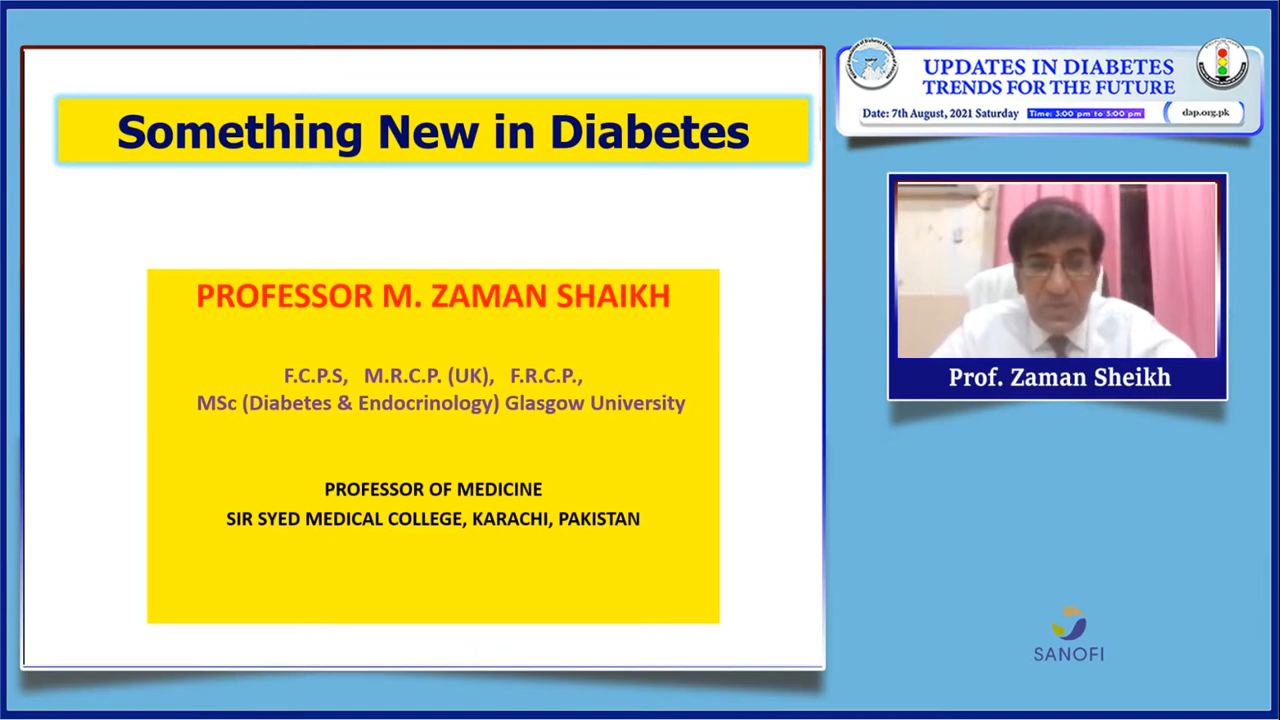 Something New in Diabetes
PROFESSOR M. ZAMAN SHAIKH
F.C.P.S, M.R.C.P. (UK), F.R.C.P.,
MSc (Diabetes & Endocrinology) Glasgow University
PROFESSOR OF MEDICINE
SIR SYED MEDICAL COLLEGE, KARACHI, PAKISTAN
UPDATES IN DIABETES
TRENDS FOR THE FUTURE
Date: 7th August, 2021 Saturday Time: 3:00 pm to 5:00 pm dap.org.pk
Prof. Zaman Sheikh
SANOFI